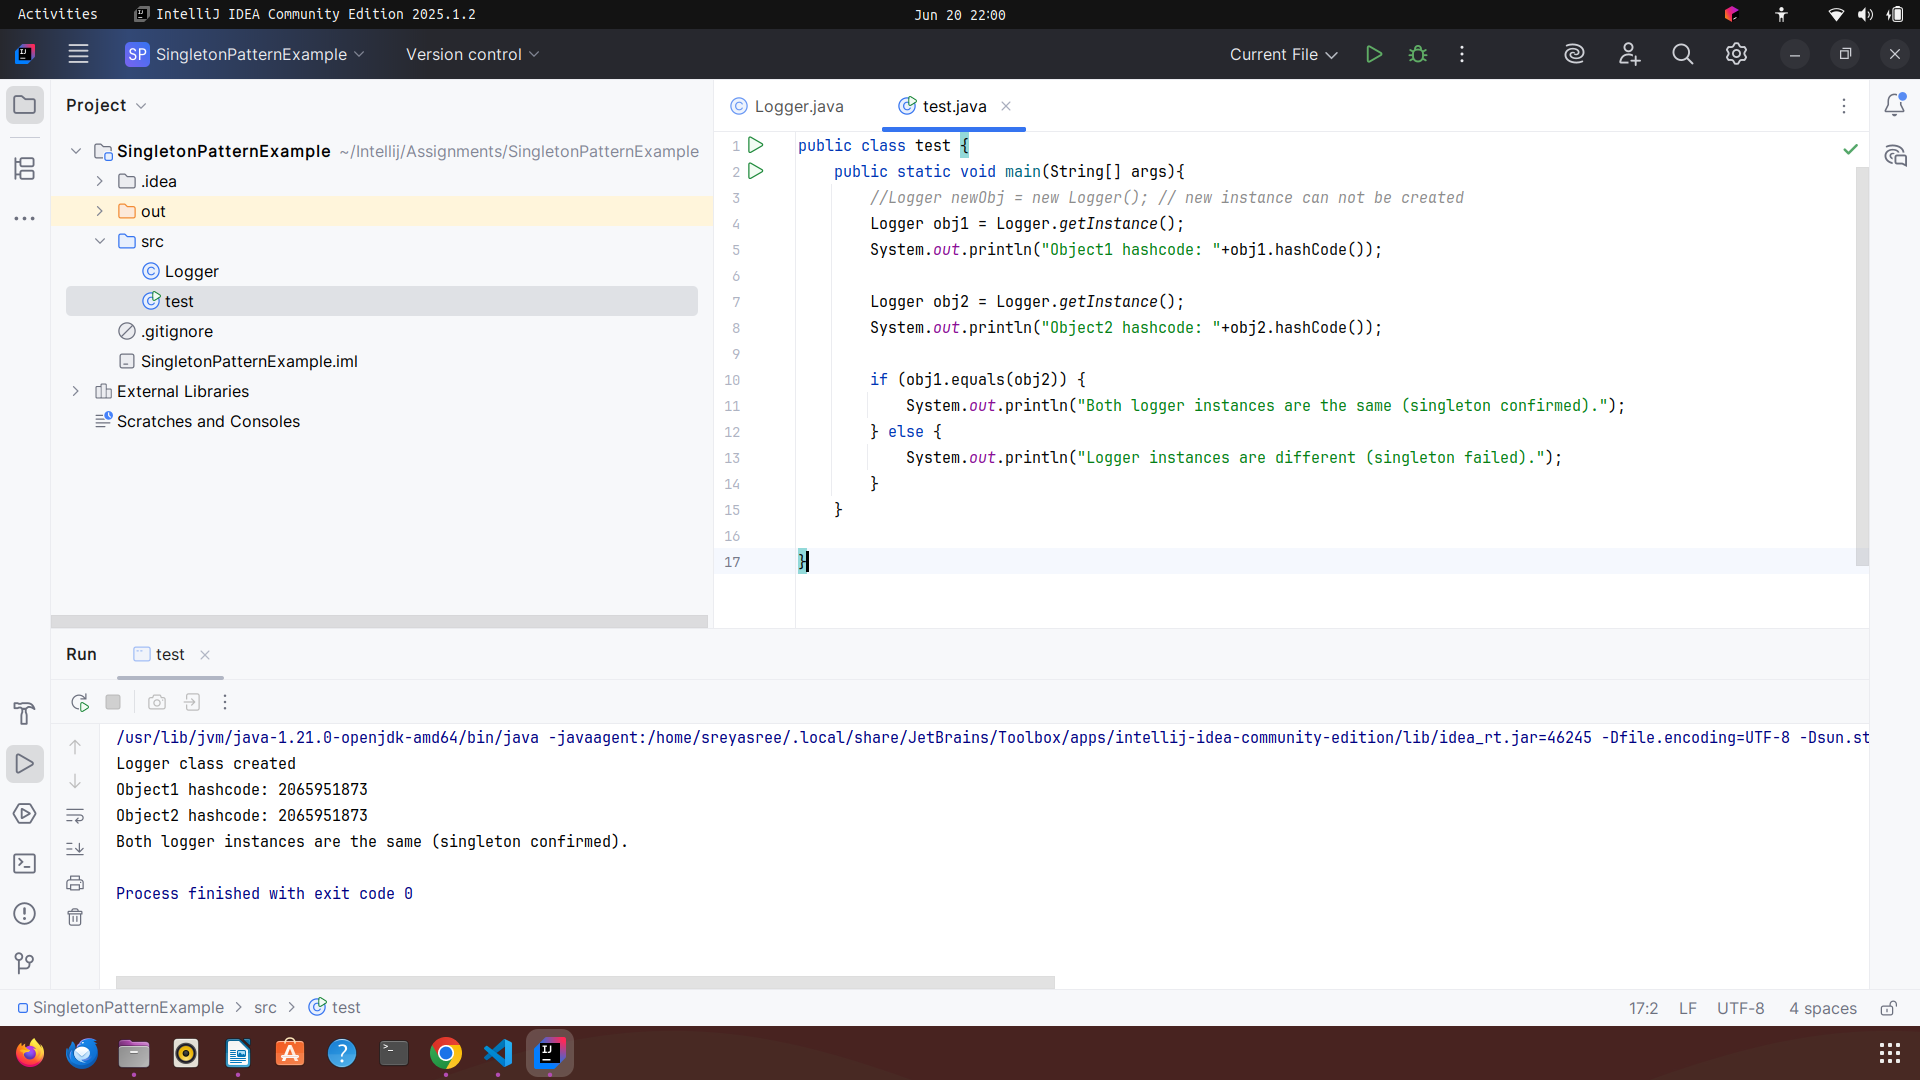 Activities
IntelliJ IDEA Community Edition 2025.1.2
Jun 20 22:00
SP SingletonPatternExample
Version control
Current File
Project
SingletonPatternExample ~/Intellij/Assignments/SingletonPatternExample
.idea
out
src
Logger
test
.gitignore
SingletonPatternExample.iml
External Libraries
Scratches and Consoles
Logger.java
test.java
1 public class test {
2 public static void main(String[] args){
3 //Logger newObj = new Logger(); // new instance can not be created
4 Logger obj1 = Logger.getInstance();
5 System.out.println("Object1 hashcode: "+obj1.hashCode());
6
7 Logger obj2 = Logger.getInstance();
8 System.out.println("Object2 hashcode: "+obj2.hashCode());
9
10 if (obj1.equals(obj2)) {
11 System.out.println("Both logger instances are the same (singleton confirmed).");
12 } else {
13 System.out.println("Logger instances are different (singleton failed).");
14 }
15 }
16
17 }
Run
test
/usr/lib/jvm/java-1.21.0-openjdk-amd64/bin/java -javaagent:/home/sreyasree/.local/share/JetBrains/Toolbox/apps/intellij-idea-community-edition/lib/idea_rt.jar=46245 -Dfile.encoding=UTF-8 -Dsun.st
Logger class created
Object1 hashcode: 2065951873
Object2 hashcode: 2065951873
Both logger instances are the same (singleton confirmed).
Process finished with exit code 0
SingletonPatternExample > src > test
17:2 LF UTF-8 4 spaces